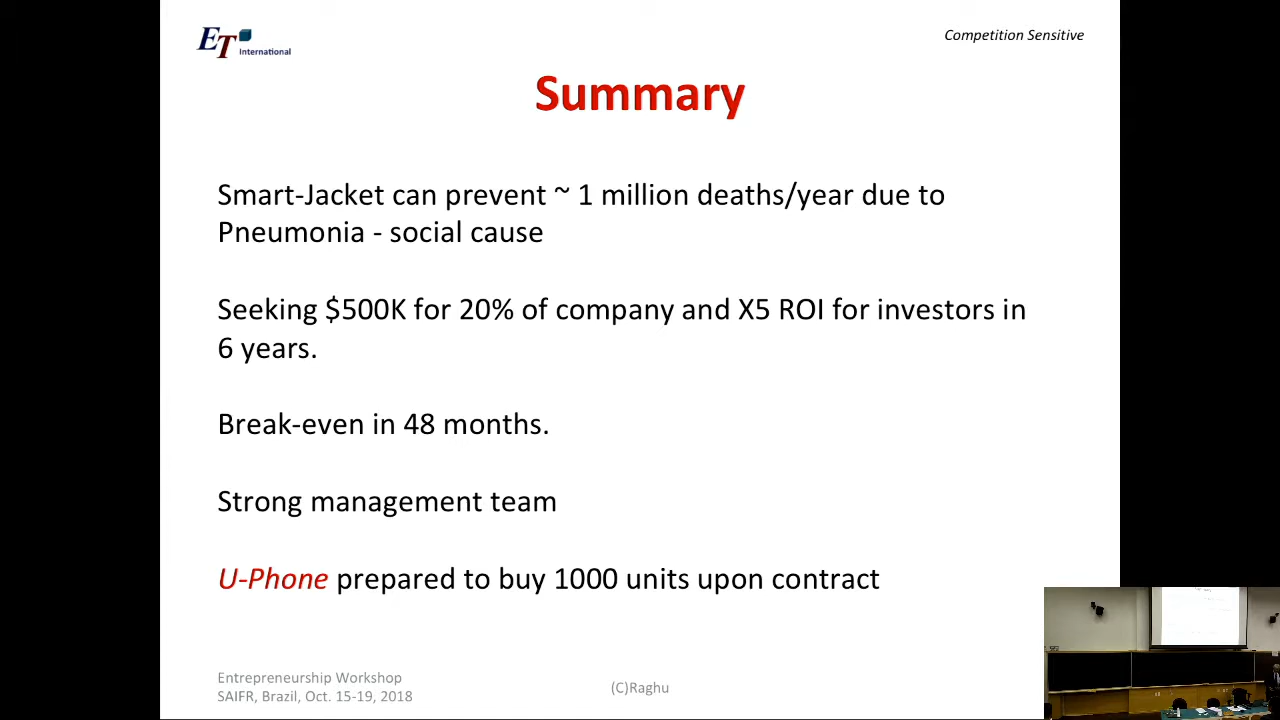 ET International
Competition Sensitive
Summary
Smart-Jacket can prevent ~ 1 million deaths/year due to
Pneumonia - social cause
Seeking $500K for 20% of company and X5 ROI for investors in
6 years.
Break-even in 48 months.
Strong management team
U-Phone prepared to buy 1000 units upon contract
Entrepreneurship Workshop
SAIFR, Brazil, Oct. 15-19, 2018
(C)Raghu